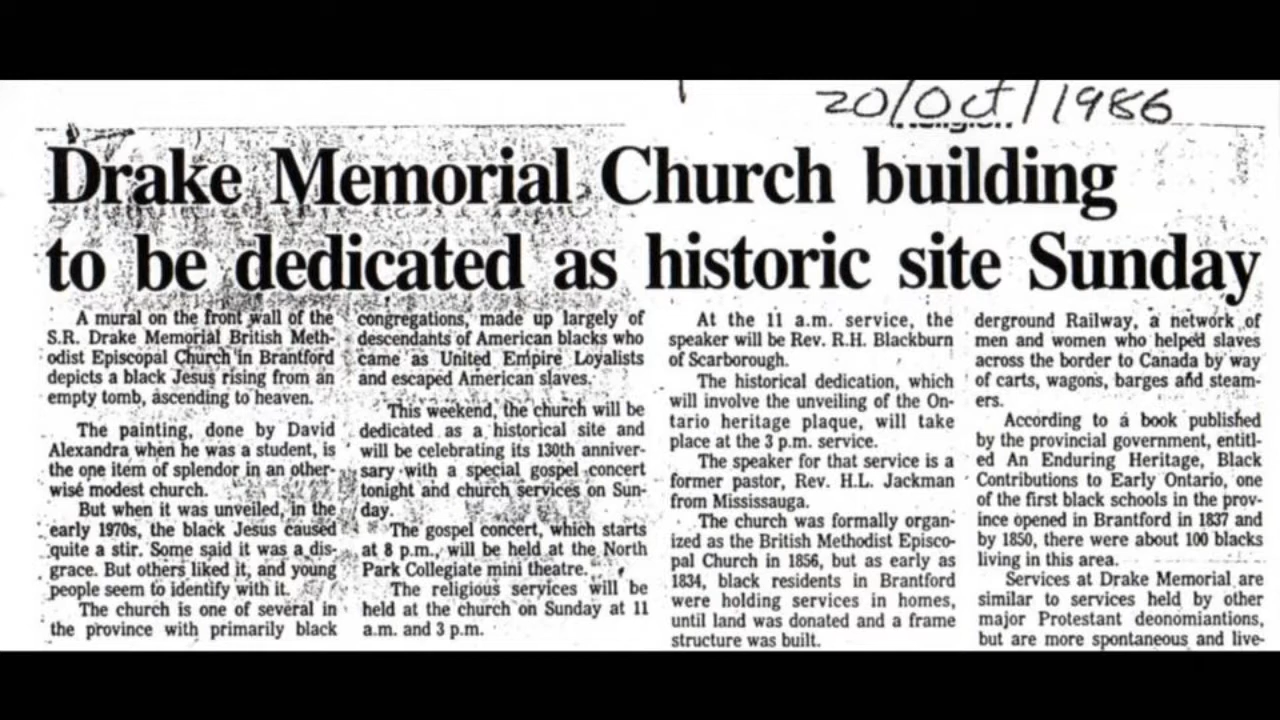 20/Oct/1986
Religion
Drake Memorial Church building
to be dedicated as historic site Sunday
A mural on the front wall of the
S.R. Drake Memorial British Meth-
odist Episcopal Church in Brantford
depicts a black Jesus rising from an
empty tomb, ascending to heaven.
The painting, done by David
Alexandra when he was a student, is
the one item of splendor in an other-
wise modest church.
But when it was unveiled, in the
early 1970s, the black Jesus caused
quite a stir. Some said it was a dis-
grace. But others liked it, and young
people seem to identify with it.
The church is one of several in
the province with primarily black
congregations, made up largely of
descendants of American blacks who
came as United Empire Loyalists
and escaped American slaves.
This weekend, the church will be
dedicated as a historical site and
will be celebrating its 130th anniver-
sary with a special gospel concert
tonight and church services on Sun-
day.
The gospel concert, which starts
at 8 p.m., will be held at the North
Park Collegiate mini theatre.
The religious services will be
held at the church on Sunday at 11
a.m. and 3 p.m.
At the 11 a.m. service, the
speaker will be Rev. R.H. Blackburn
of Scarborough.
The historical dedication, which
will involve the unveiling of the On-
tario heritage plaque, will take
place at the 3 p.m. service.
The speaker for that service is a
former pastor, Rev. H.L. Jackman
from Mississauga.
The church was formally organ-
ized as the British Methodist Episco-
pal Church in 1856, but as early as
1834, black residents in Brantford
were holding services in homes,
until land was donated and a frame
structure was built.
derground Railway, a network of
men and women who helped slaves
across the border to Canada by way
of carts, wagons, barges and steam-
ers.
According to a book published
by the provincial government, entitl-
ed An Enduring Heritage, Black
Contributions to Early Ontario, one
of the first black schools in the prov-
ince opened in Brantford in 1837 and
by 1850, there were about 100 blacks
living in this area.
Services at Drake Memorial are
similar to services held by other
major Protestant deonomiantions,
but are more spontaneous and live-